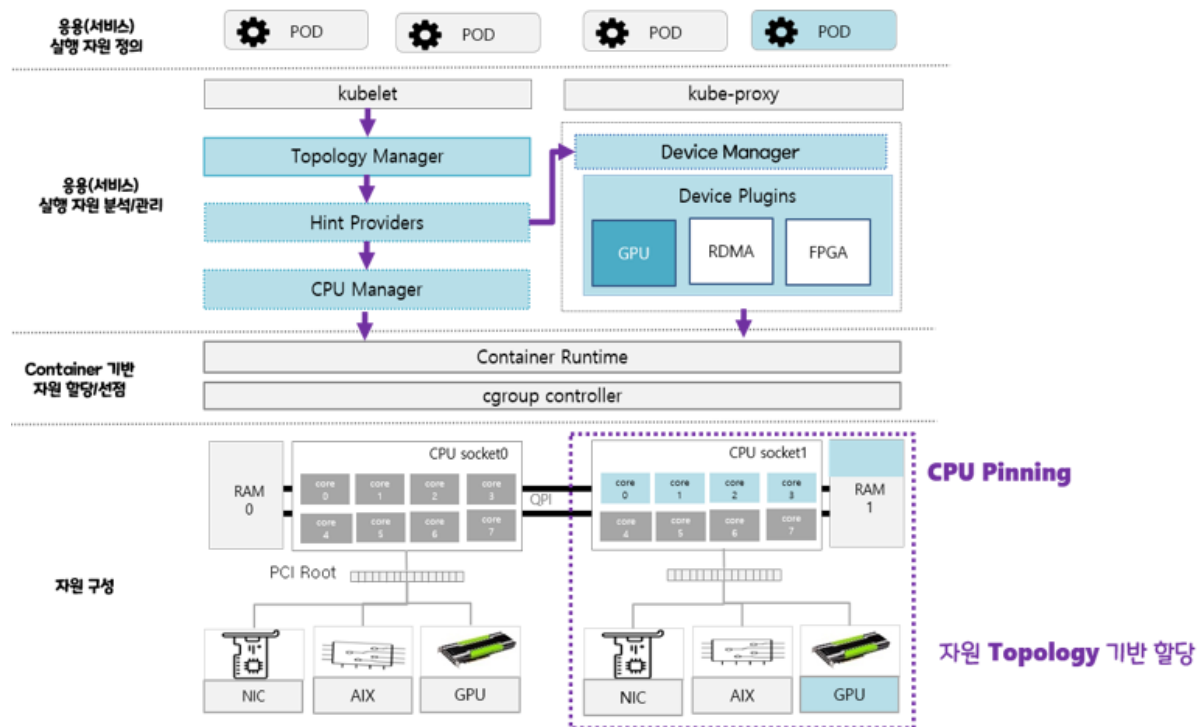 응용(서비스)
실행 자원 정의
POD
POD
POD
POD
kubelet
kube-proxy
응용(서비스)
실행 자원 분석/관리
Topology Manager
Hint Providers
CPU Manager
Device Manager
Device Plugins
GPU
RDMA
FPGA
Container 기반
자원 할당/선점
Container Runtime
cgroup controller
자원 구성
RAM
0
CPU socket0
core
0
core
1
core
2
core
3
core
4
core
5
core
6
core
7
QPI
CPU socket1
core
0
core
1
core
2
core
3
core
4
core
5
core
6
core
7
RAM
1
CPU Pinning
PCI Root
NIC
AIX
GPU
NIC
AIX
GPU
자원 Topology 기반 할당